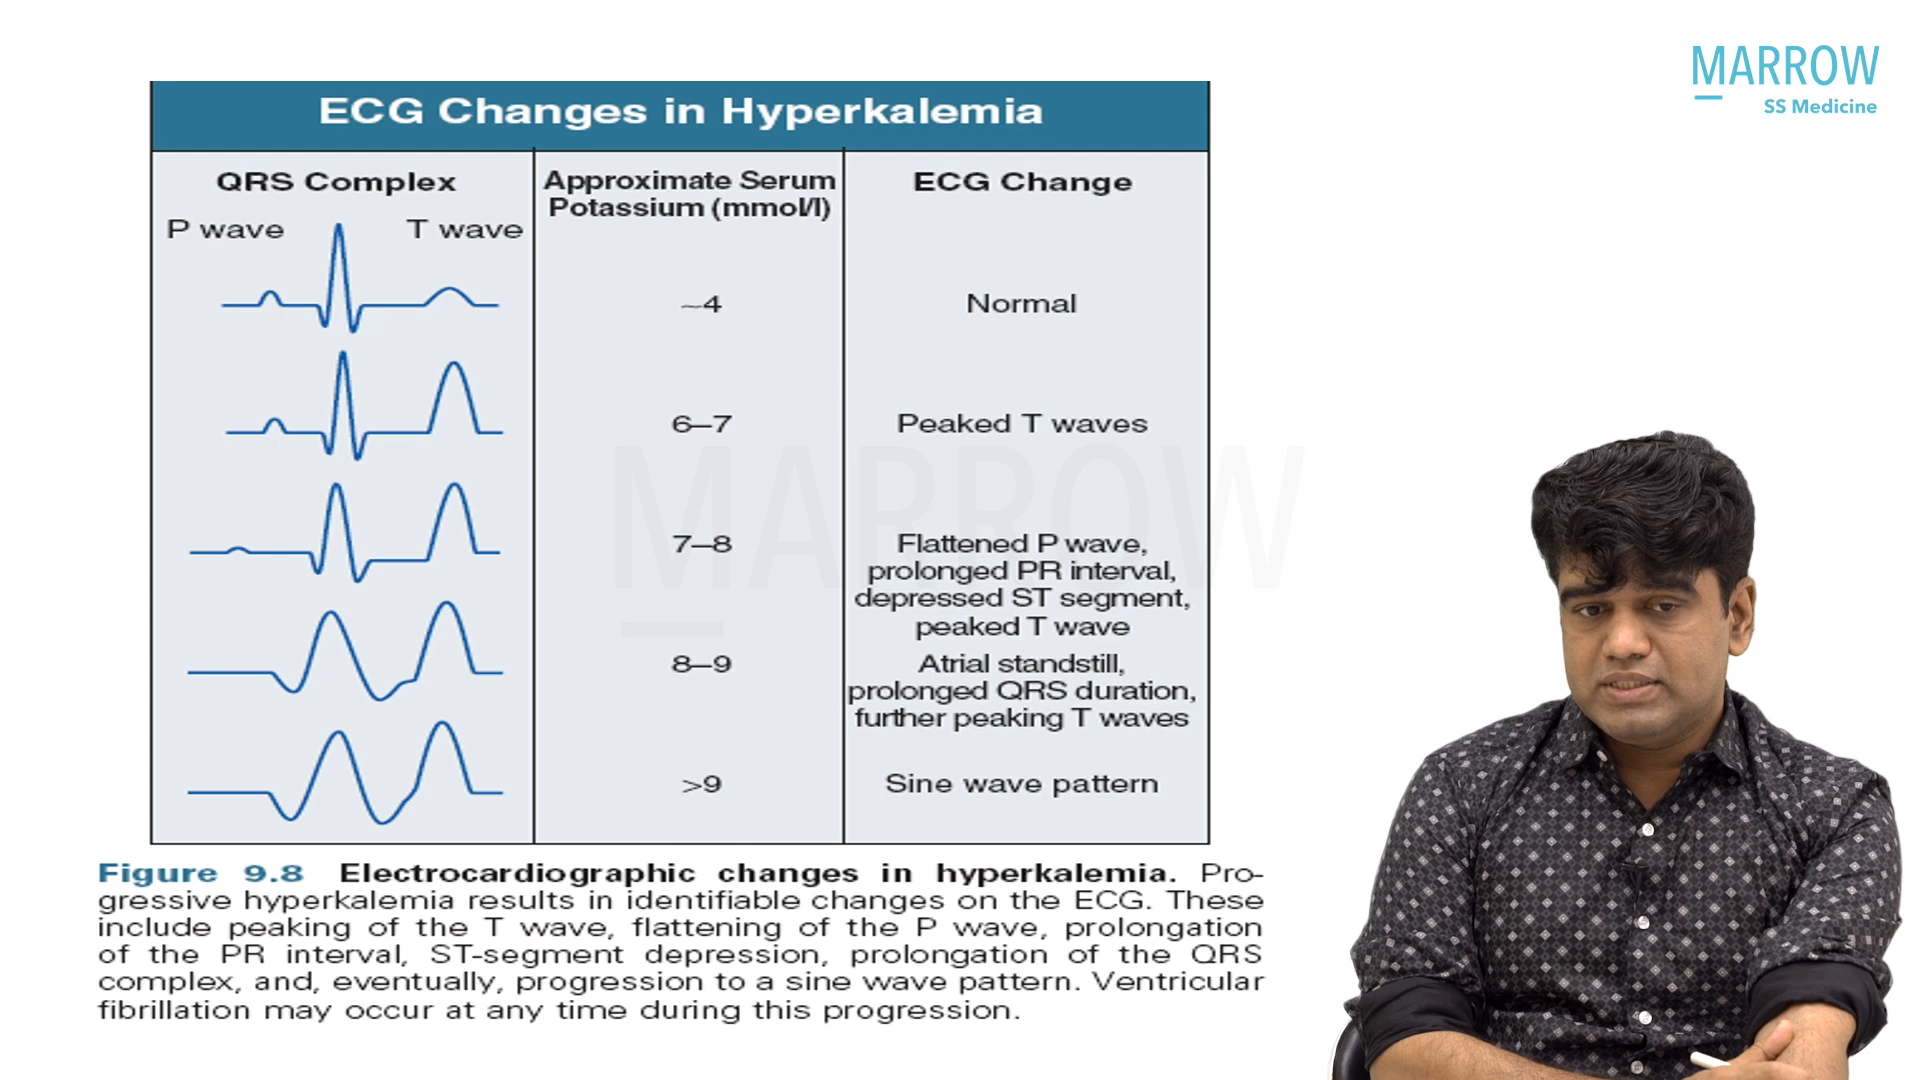 MARROW
SS Medicine
ECG Changes in Hyperkalemia
QRS Complex
P wave
T wave
Approximate Serum
Potassium (mmol/l)
ECG Change
~4
Normal
6–7
Peaked T waves
7–8
Flattened P wave,
prolonged PR interval,
depressed ST segment,
peaked T wave
8–9
Atrial standstill,
prolonged QRS duration,
further peaking T waves
>9
Sine wave pattern
MARROW
Figure 9.8 Electrocardiographic changes in hyperkalemia. Pro-
gressive hyperkalemia results in identifiable changes on the ECG. These
include peaking of the T wave, flattening of the P wave, prolongation
of the PR interval, ST-segment depression, prolongation of the QRS
complex, and, eventually, progression to a sine wave pattern. Ventricular
fibrillation may occur at any time during this progression.